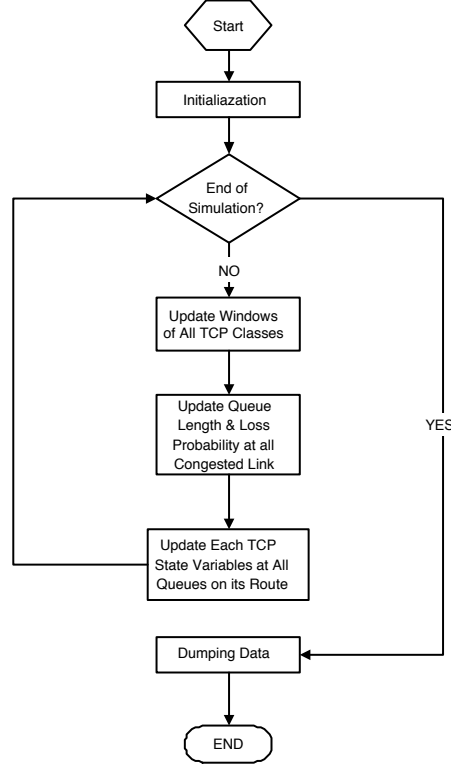 Start
Initialiazation
End of
Simulation?
NO
Update Windows
of All TCP Classes
Update Queue
Length & Loss
Probability at all
Congested Link
YES
Update Each TCP
State Variables at All
Queues on its Route
Dumping Data
END